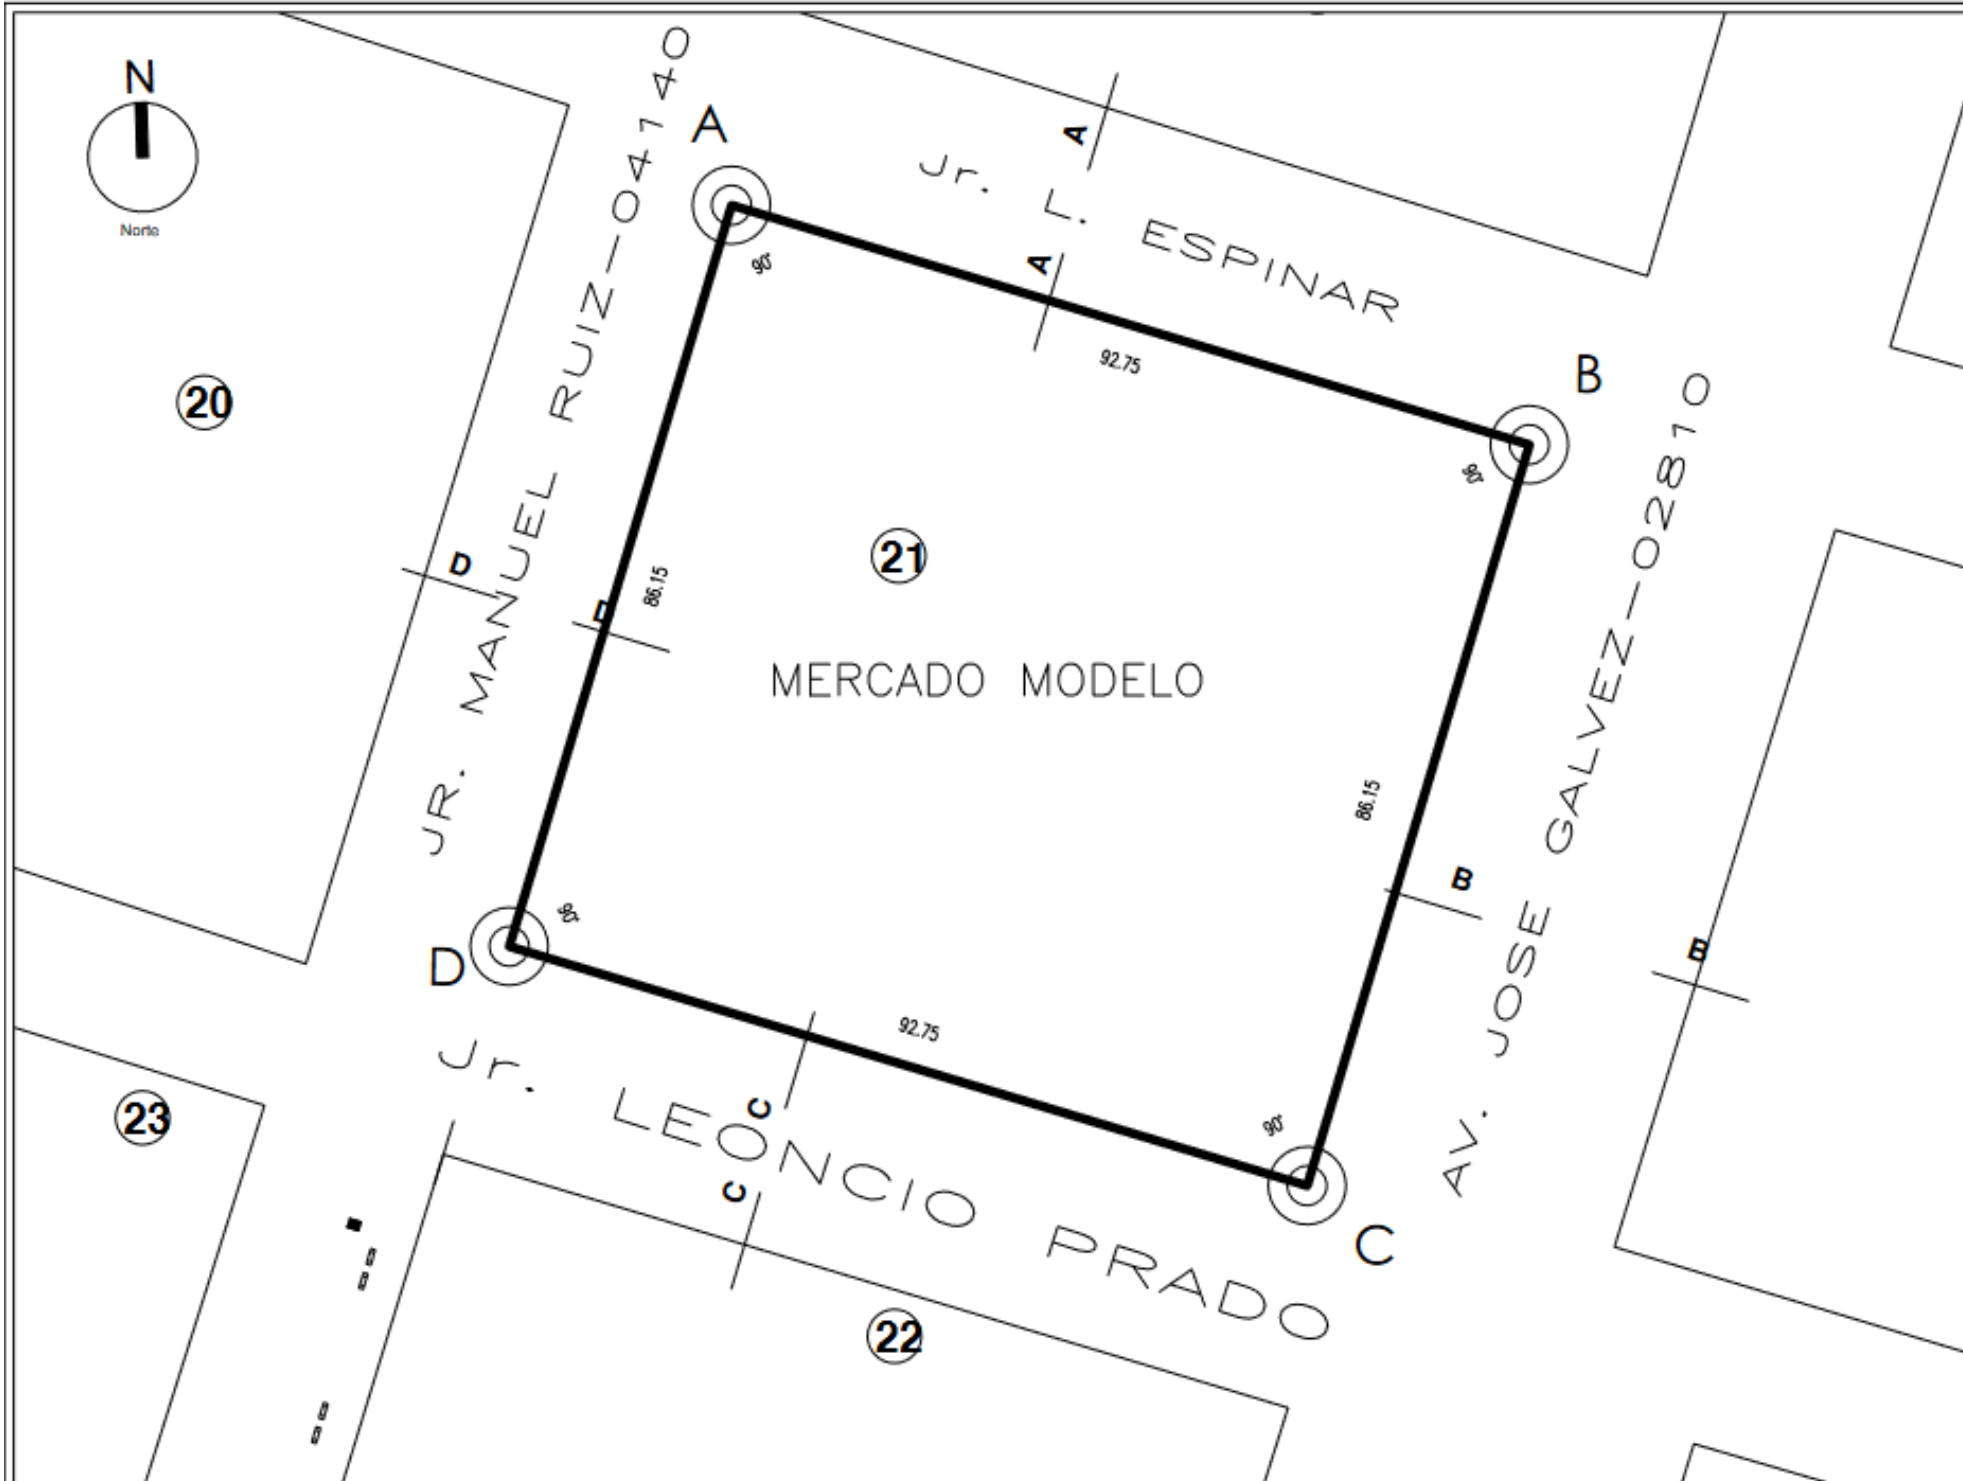 N
Norte
JR. MANUEL RUIZ-04140
A
A
Jr. L. ESPINAR
A
90°
92.75
B
90°
20
21
D
D
86.15
MERCADO MODELO
86.15
AV. JOSE GALVEZ-02810
B
B
90°
D
92.75
Jr. LEONCIO PRADO
C
C
90°
C
23
22